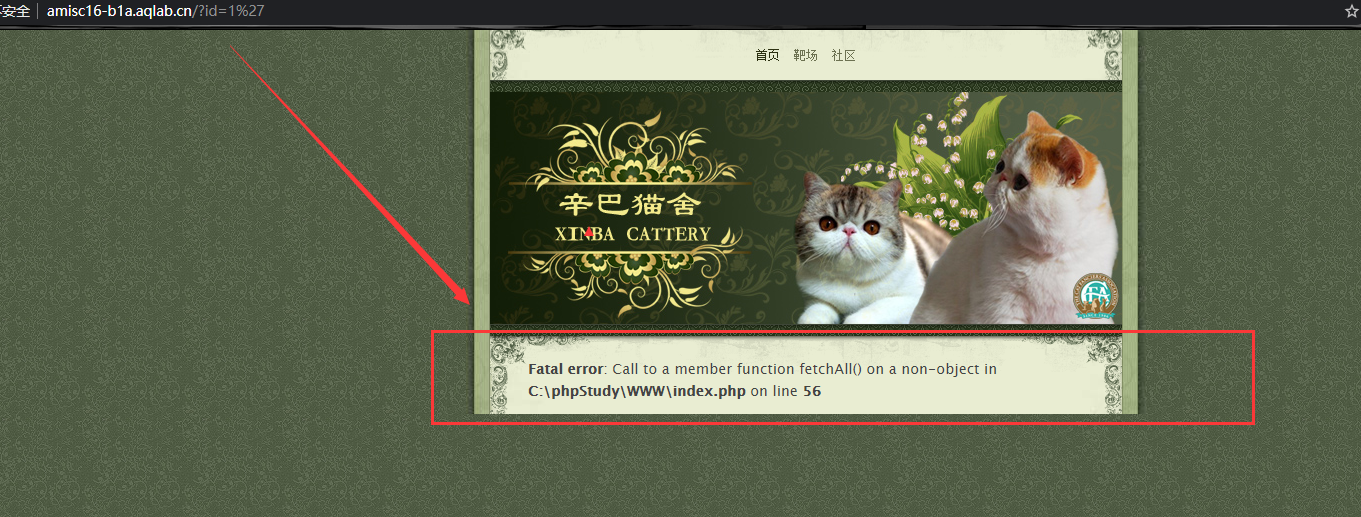 不安全 amisc16-b1a.aqlab.cn/?id=1%27
首页 靶场 社区
辛巴猫舍
XINBA CATTERY
Fatal error: Call to a member function fetchAll() on a non-object in
C:\phpStudy\WWW\index.php on line 56